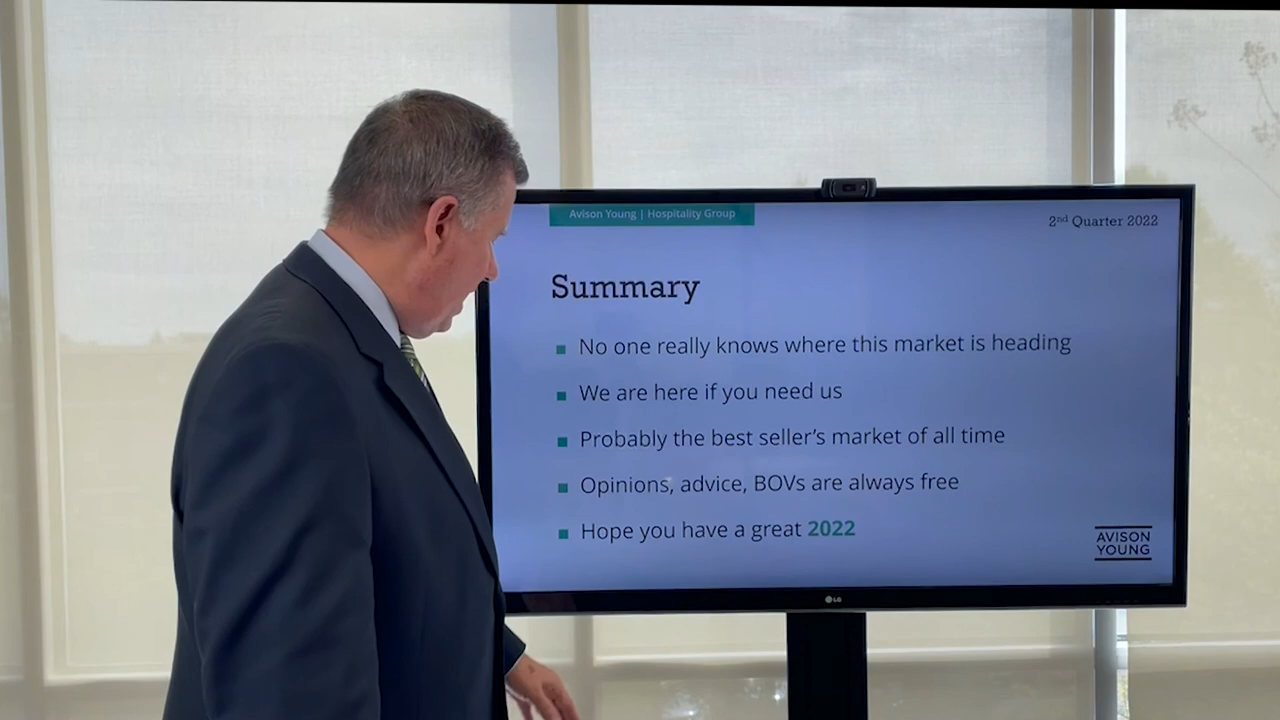 Avison Young | Hospitality Group
2nd Quarter 2022
Summary
No one really knows where this market is heading
We are here if you need us
Probably the best seller's market of all time
Opinions, advice, BOVs are always free
Hope you have a great 2022
AVISON
YOUNG
LG